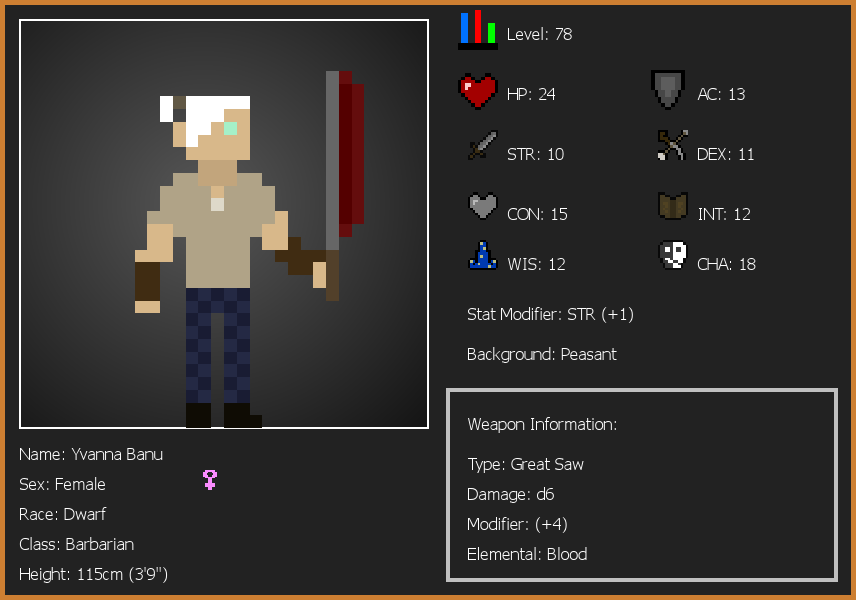 Level: 78
HP: 24
AC: 13
STR: 10
DEX: 11
CON: 15
INT: 12
WIS: 12
CHA: 18
Stat Modifier: STR (+1)
Background: Peasant
Weapon Information:
Type: Great Saw
Damage: d6
Modifier: (+4)
Elemental: Blood
Name: Yvanna Banu
Sex: Female
Race: Dwarf
Class: Barbarian
Height: 115cm (3'9")